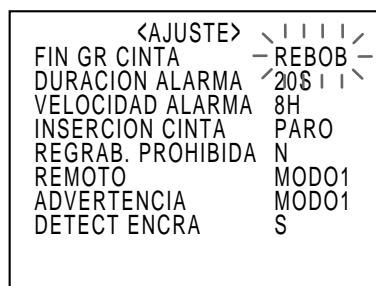 <AJUSTE>
FIN GR CINTA REBOB
DURACION ALARMA 20S
VELOCIDAD ALARMA 8H
INSERCION CINTA PARO
REGRAB. PROHIBIDA N
REMOTO MODO1
ADVERTENCIA MODO1
DETECT ENCRA S